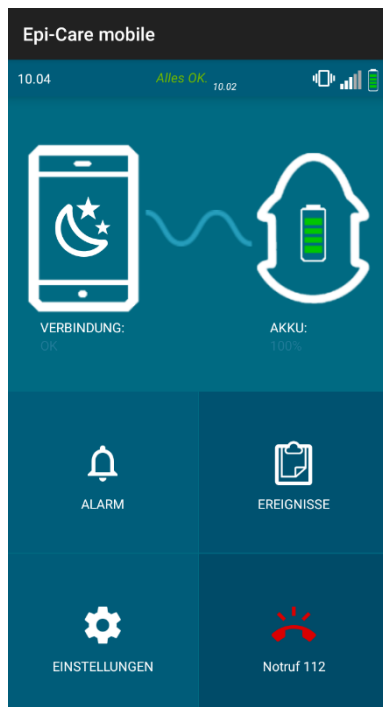 Epi-Care mobile
10.04 Alles OK. 10.02
VERBINDUNG: AKKU:
OK 100%
ALARM EREIGNISSE
EINSTELLUNGEN Notruf 112